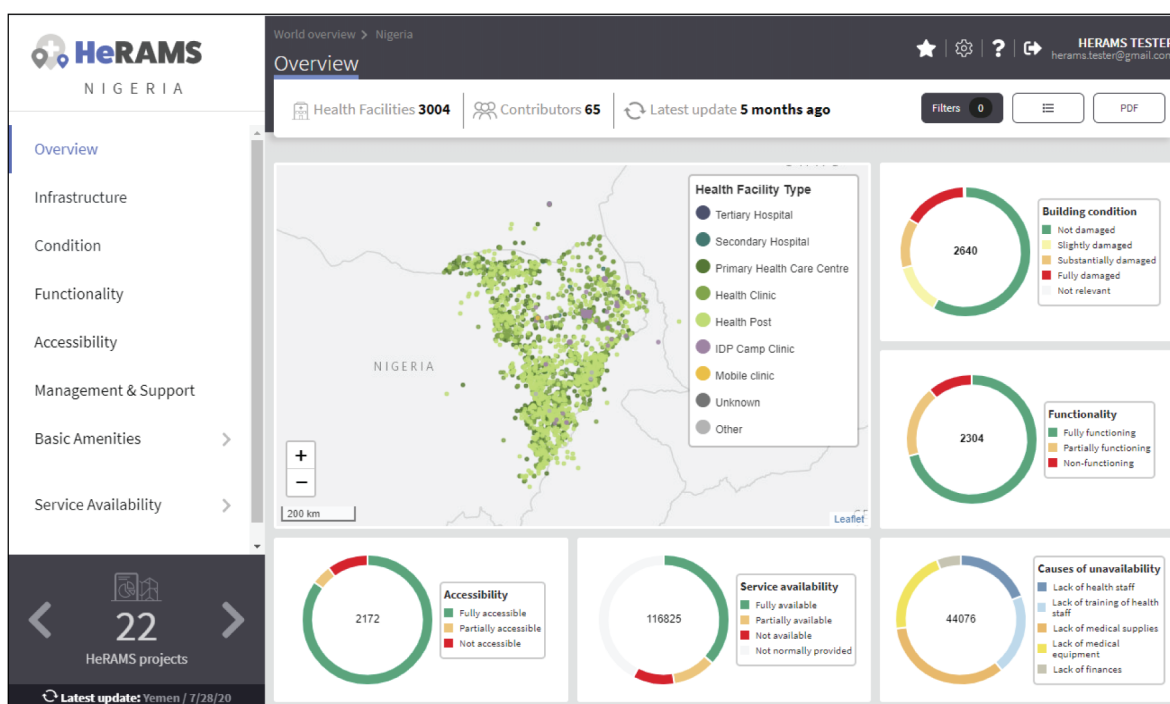 HeRAMS
NIGERIA
Overview
Infrastructure
Condition
Functionality
Accessibility
Management & Support
Basic Amenities
Service Availability
22
HeRAMS projects
Latest update: Yemen / 7/28/20
World overview > Nigeria
Overview
?
HERAMS TESTER
herams.tester@gmail.com
Health Facilities 3004
Contributors 65
Latest update 5 months ago
Filters 0
PDF
NIGERIA
+
−
200 km
Leaflet
Health Facility Type
Tertiary Hospital
Secondary Hospital
Primary Health Care Centre
Health Clinic
Health Post
IDP Camp Clinic
Mobile clinic
Unknown
Other
2640
Building condition
Not damaged
Slightly damaged
Substantially damaged
Fully damaged
Not relevant
2304
Functionality
Fully functioning
Partially functioning
Non-functioning
2172
Accessibility
Fully accessible
Partially accessible
Not accessible
116825
Service availability
Fully available
Partially available
Not available
Not normally provided
44076
Causes of unavailability
Lack of health staff
Lack of training of health
staff
Lack of medical supplies
Lack of medical
equipment
Lack of finances